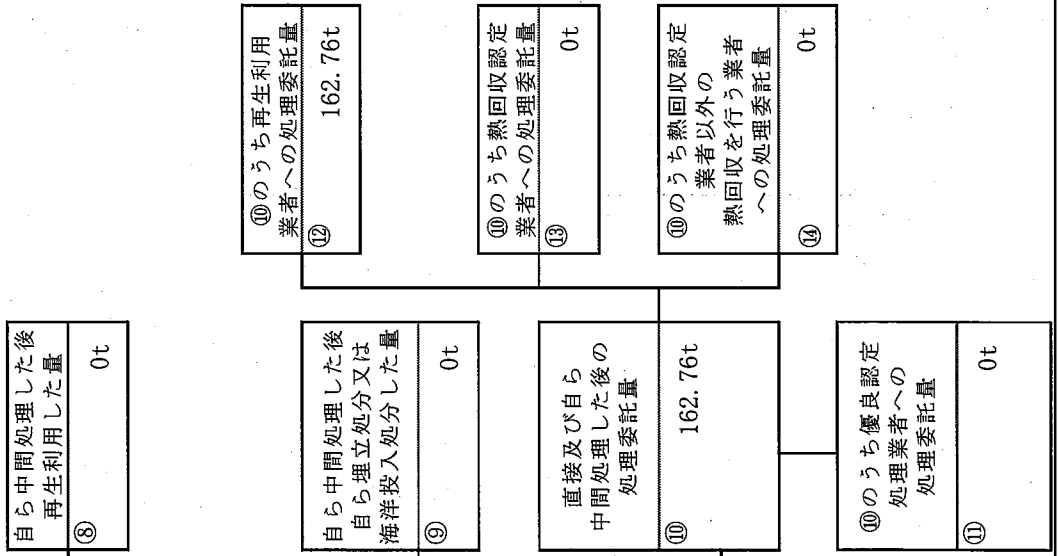 自ら中間処理した後
再生利用した量
⑧
0t
自ら中間処理した後
自ら埋立処分又は
海洋投入処分した量
⑨
0t
直接及び自ら
中間処理した後の
処理委託量
⑩
162.76t
⑩のうち優良認定
処理業者への
処理委託量
⑪
0t
⑩のうち再生利用
業者への処理委託量
⑫
162.76t
⑩のうち熱回収認定
業者への処理委託量
⑬
0t
⑩のうち熱回収認定
業者以外の
熱回収を行う業者
への処理委託量
⑭
0t